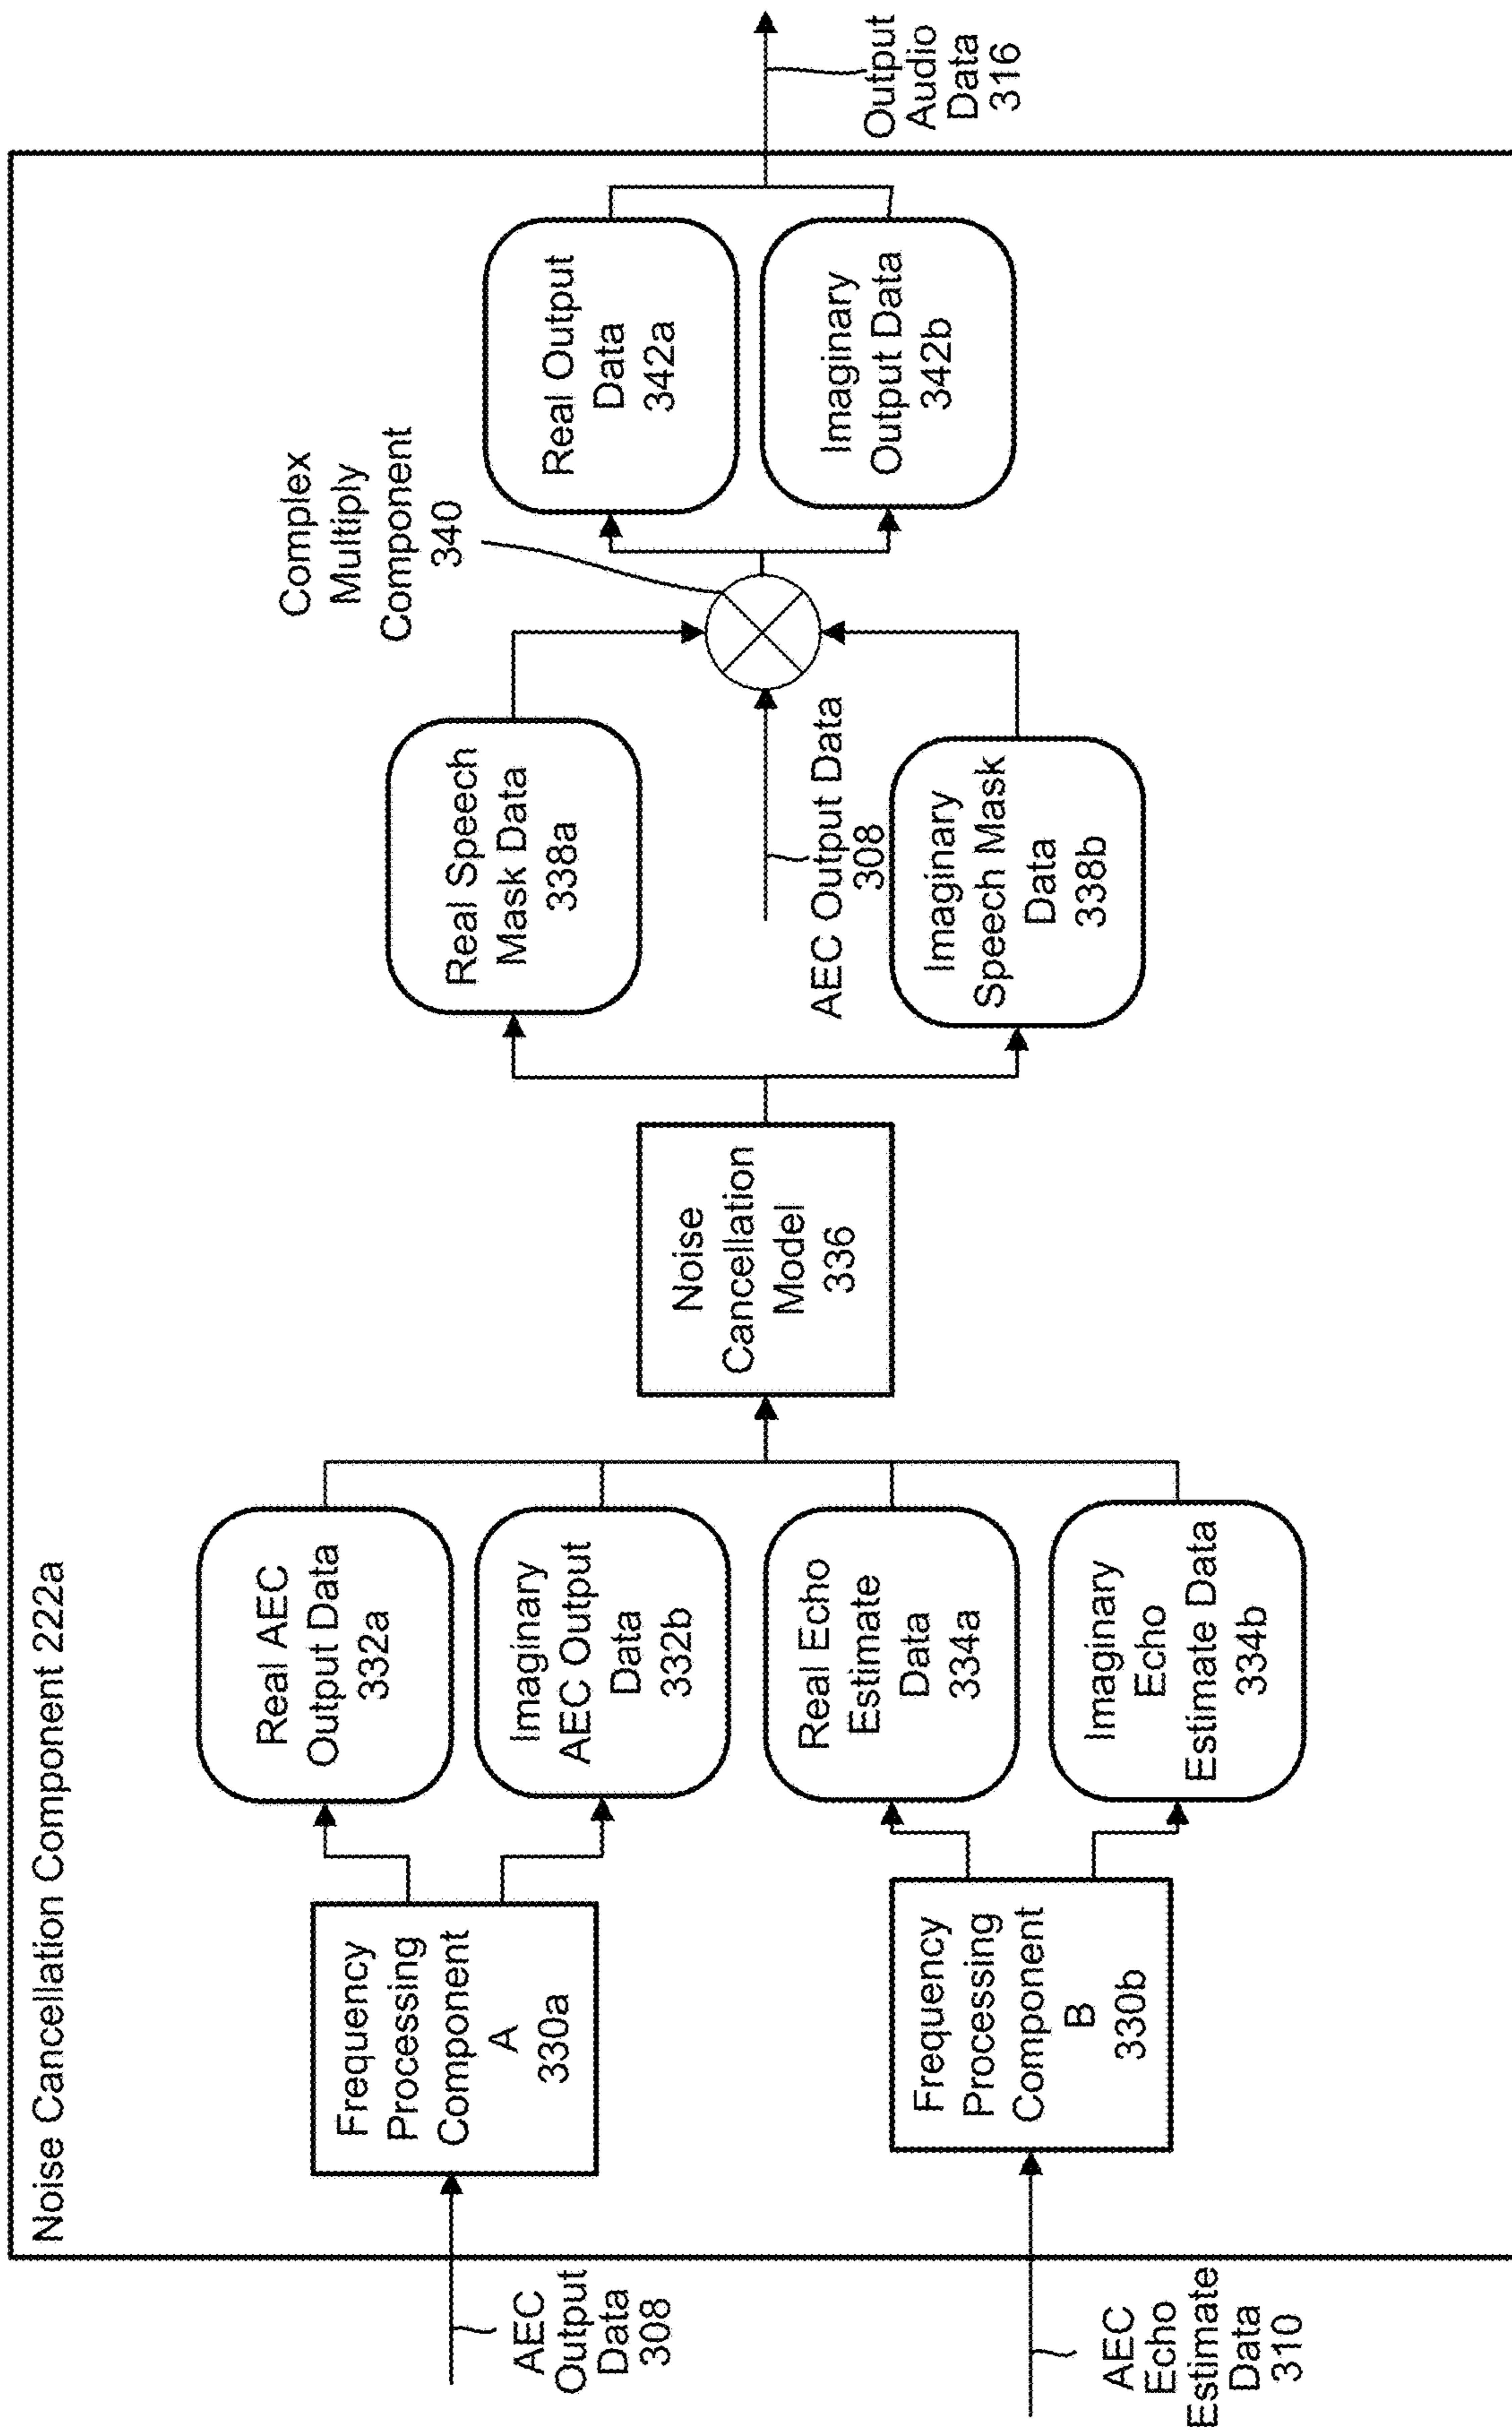 Noise Cancellation Component 222a
AEC
Output
Data
308
AEC
Echo
Estimate
Data
310
Frequency
Processing
Component
A
330a
Frequency
Processing
Component
B
330b
Real AEC
Output Data
332a
Imaginary
AEC Output
Data
332b
Real Echo
Estimate
Data
334a
Imaginary
Echo
Estimate Data
334b
Noise
Cancellation
Model
336
Real Speech
Mask Data
338a
AEC Output Data
308
Imaginary
Speech Mask
Data
338b
Complex
Multiply
Component
340
Real Output
Data
342a
Imaginary
Output Data
342b
Output
Audio
Data
316